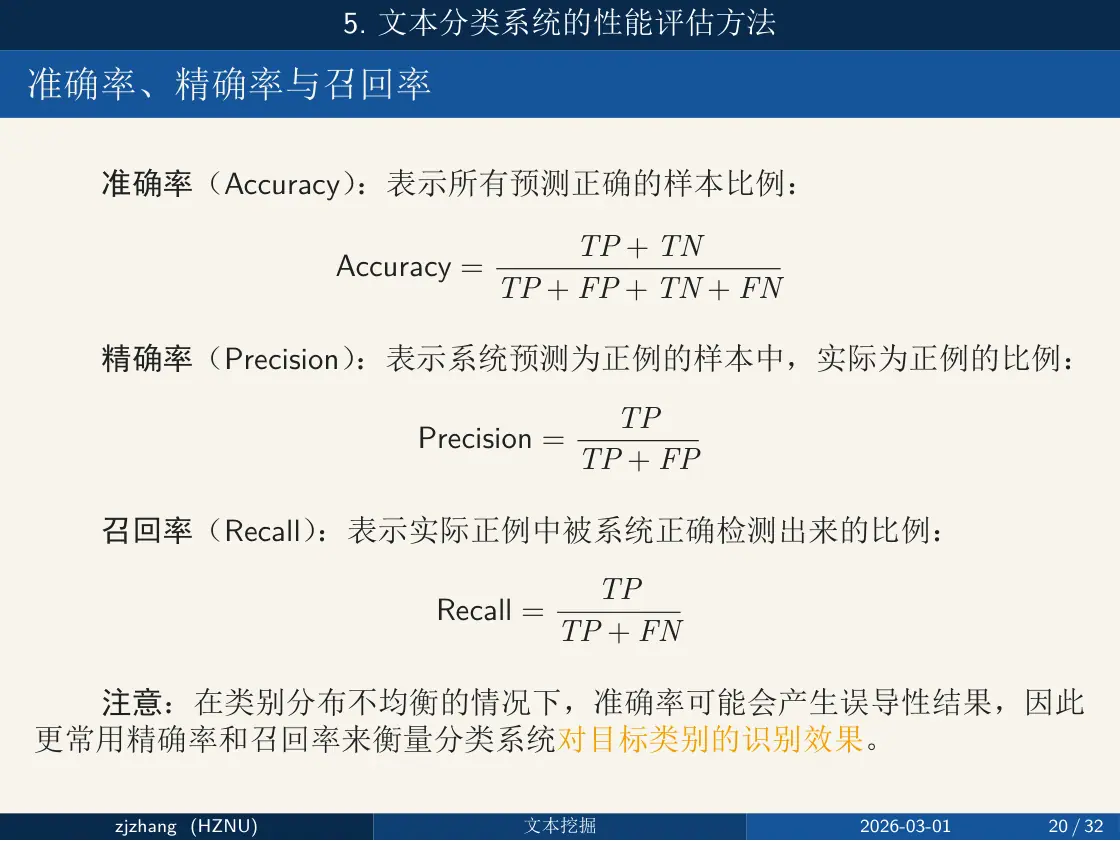 5. 文本分类系统的性能评估方法
准确率、精确率与召回率
准确率（Accuracy）：表示所有预测正确的样本比例：
Accuracy = \frac{TP + TN}{TP + FP + TN + FN}
精确率（Precision）：表示系统预测为正例的样本中，实际为正例的比例：
Precision = \frac{TP}{TP + FP}
召回率（Recall）：表示实际正例中被系统正确检测出来的比例：
Recall = \frac{TP}{TP + FN}
注意：在类别分布不均衡的情况下，准确率可能会产生误导性结果，因此
更常用精确率和召回率来衡量分类系统对目标类别的识别效果。
zjzhang (HZNU) 文本挖掘 2026-03-01 20 / 32